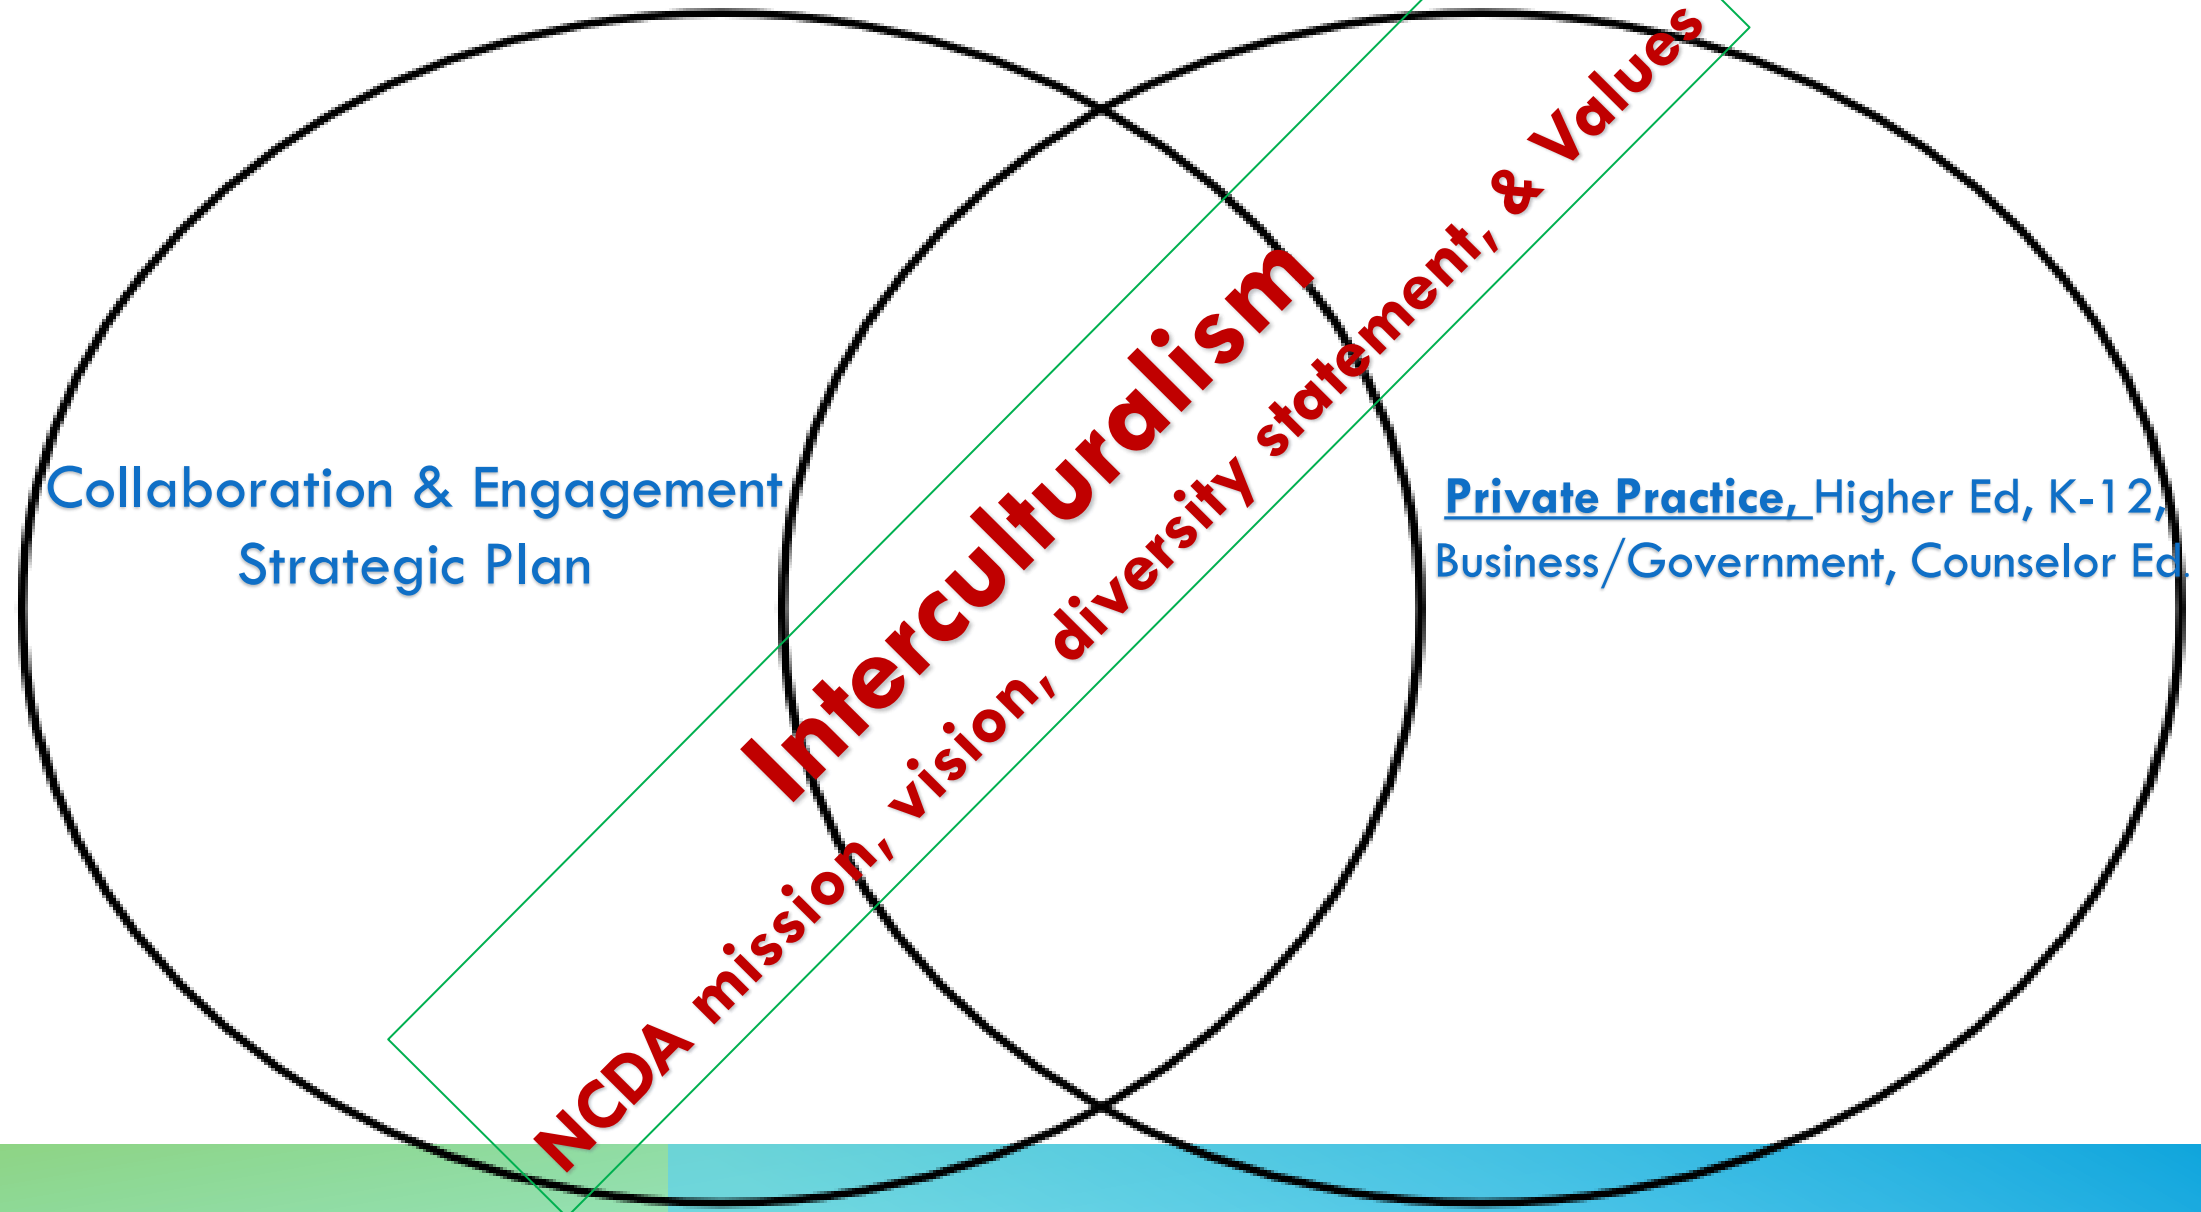 Collaboration & Engagement
Strategic Plan
Interculturalism
NCDA mission, vision, diversity statement, & Values
Private Practice, Higher Ed, K-12,
Business/Government, Counselor Ed.